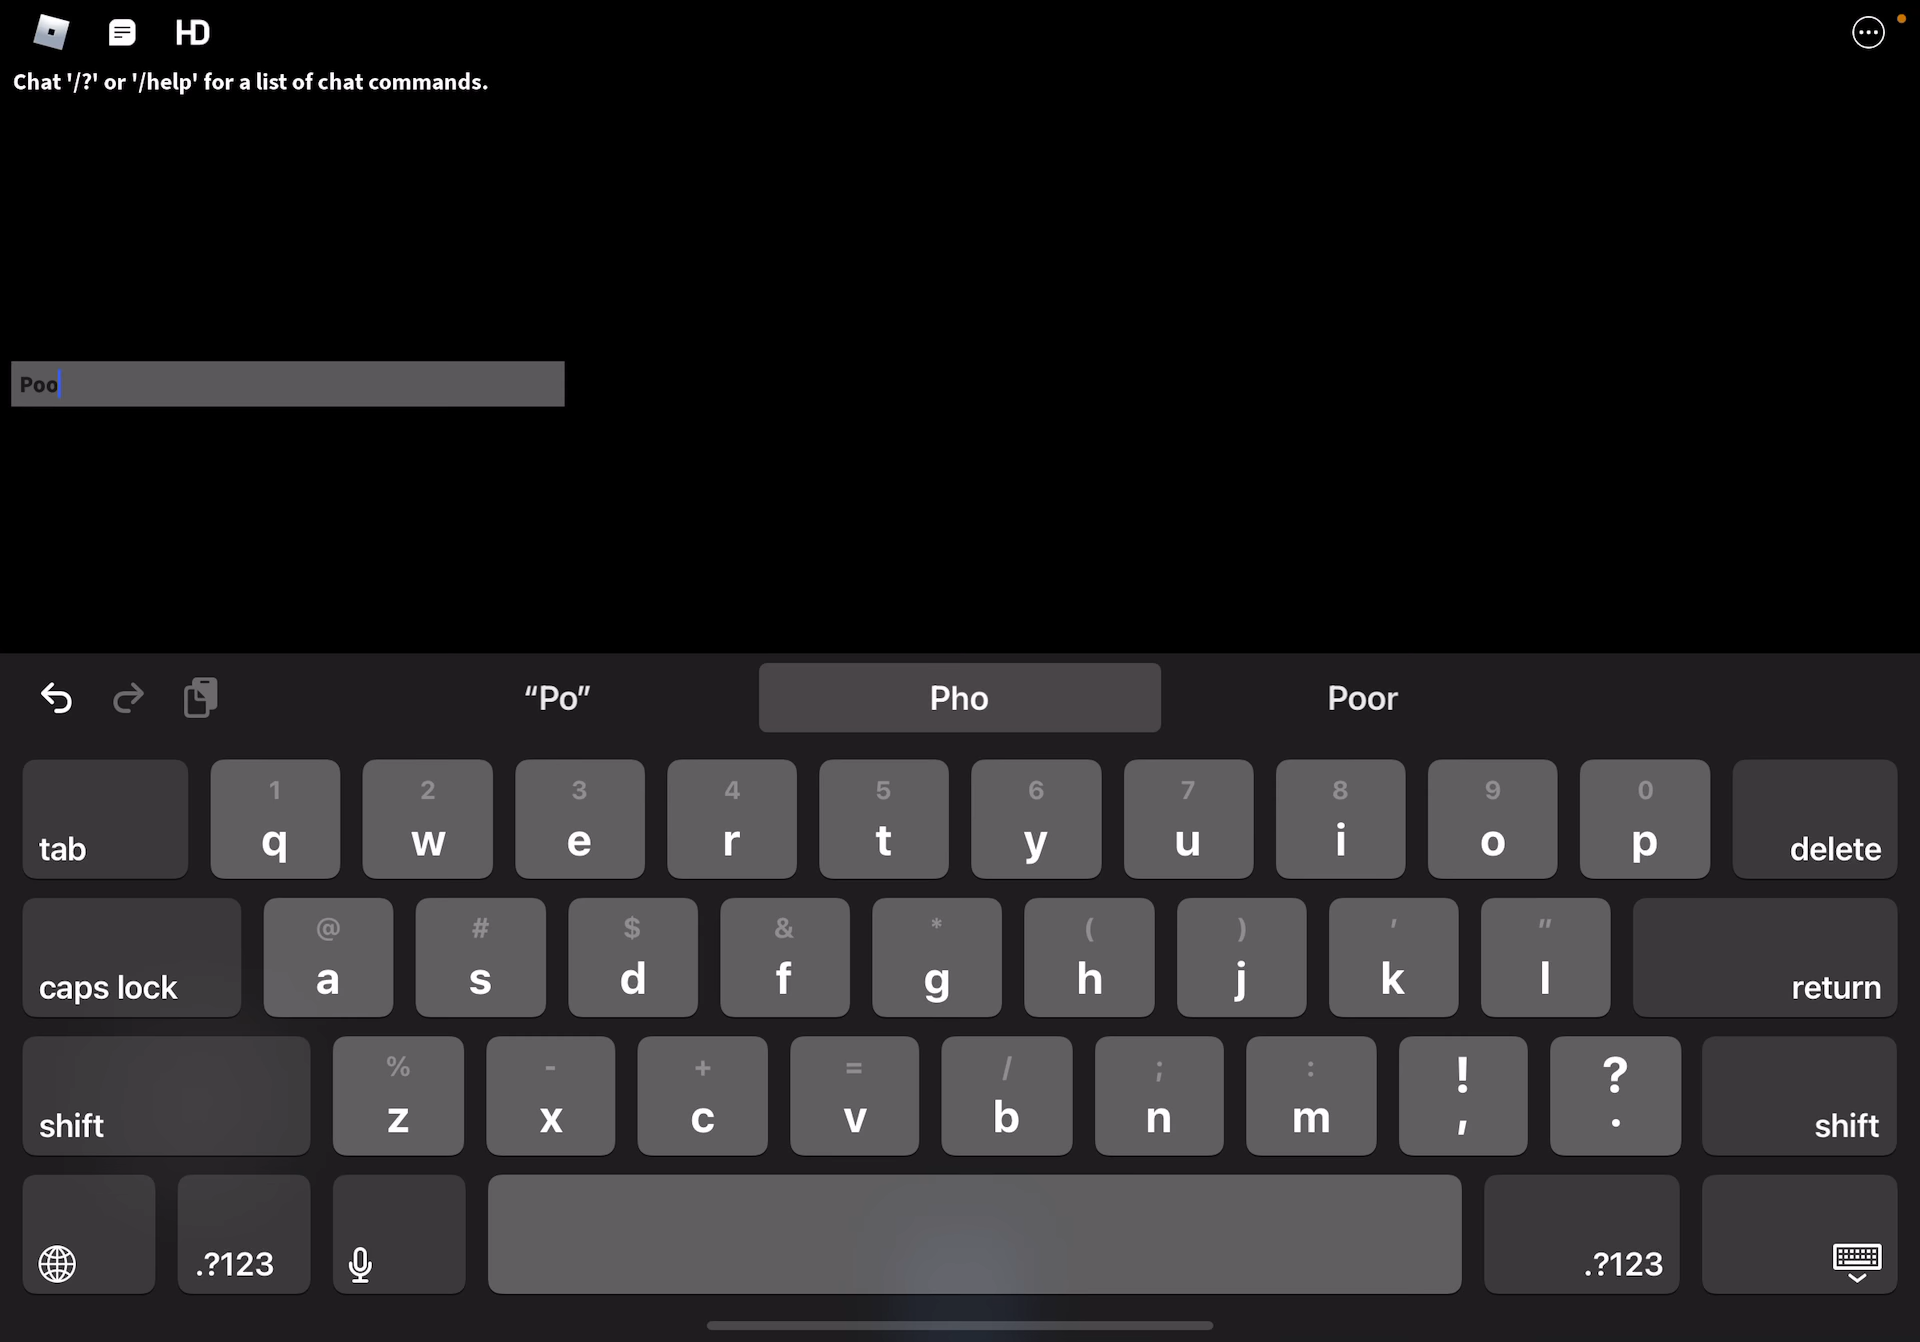 HD
Chat '/?' or '/help' for a list of chat commands.
Poo
“Po” Pho Poor
tab 1 q 2 w 3 e 4 r 5 t 6 y 7 u 8 i 9 o 0 p delete
caps lock @ a # s $ d & f * g ( h ) j ' k " l return
shift % z - x + c = v / b ; n : m ! , ? . shift
.?123 .?123